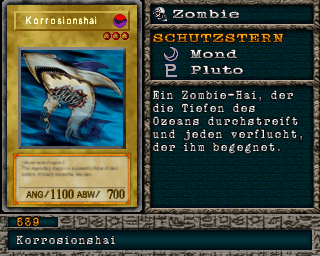 Korrosionshai
ANG/1100 ABW/ 700
Zombie
SCHUTZSTERN
Mond
Pluto
Ein Zombie-Hai, der
die Tiefen des
Ozeans durchstreift
und jeden verflucht,
der ihm begegnet.
539
Korrosionshai